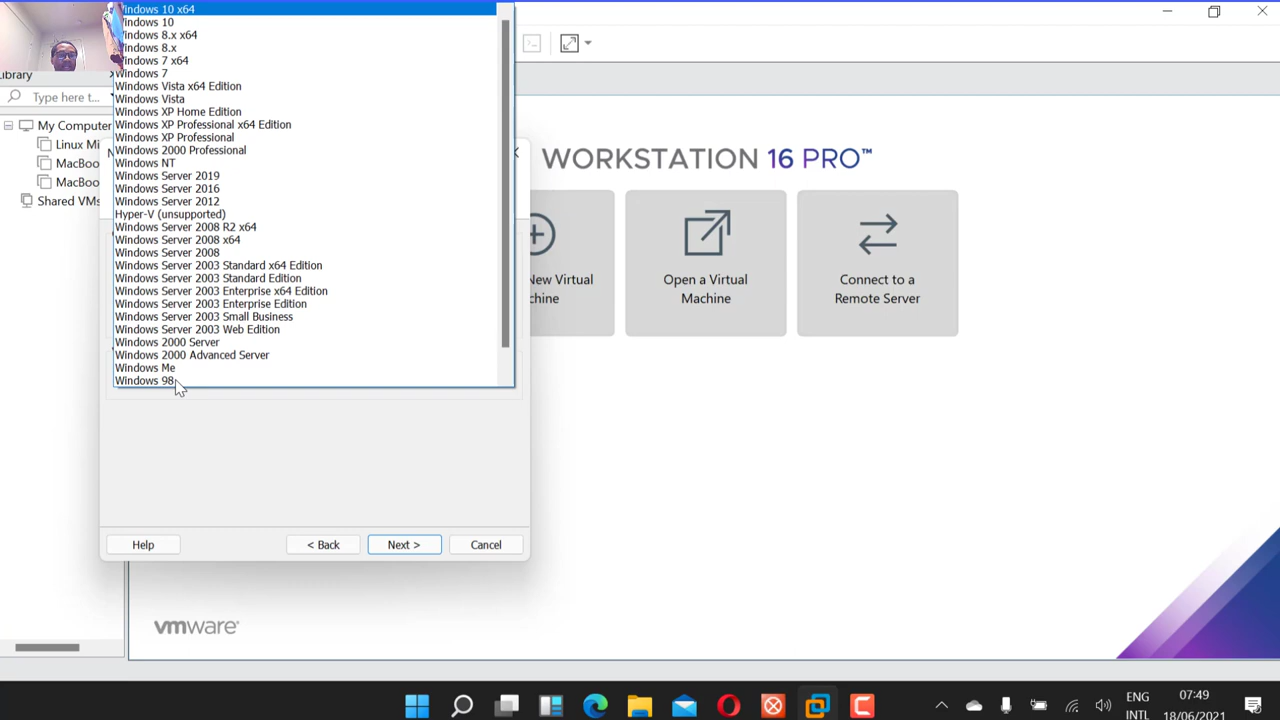 indows 10 x64
indows 10
indows 8.x x64
indows 8.x
indows 7 x64
Windows 7
Windows Vista x64 Edition
Windows Vista
Windows XP Home Edition
Windows XP Professional x64 Edition
Windows XP Professional
Windows 2000 Professional
Windows NT
Windows Server 2019
Windows Server 2016
Windows Server 2012
Hyper-V (unsupported)
Windows Server 2008 R2 x64
Windows Server 2008 x64
Windows Server 2008
Windows Server 2003 Standard x64 Edition
Windows Server 2003 Standard Edition
Windows Server 2003 Enterprise x64 Edition
Windows Server 2003 Enterprise Edition
Windows Server 2003 Small Business
Windows Server 2003 Web Edition
Windows 2000 Server
Windows 2000 Advanced Server
Windows Me
Windows 98
ibrary
Type here t...
My Computer
Linux Mi
MacBoo
MacBoo
Shared VMs
WORKSTATION 16 PRO™
New Virtual
chine
Open a Virtual
Machine
Connect to a
Remote Server
Help
< Back
Next >
Cancel
vmware®
ENG
INTL
07:49
18/06/2021